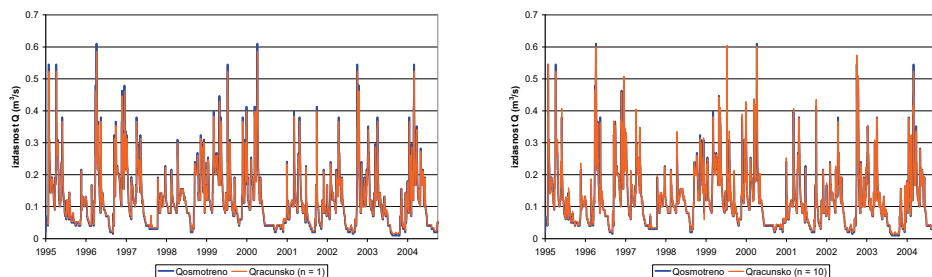 0.7
0.6
0.5
0.4
0.3
0.2
0.1
0
izdasnost Q (m³/s)
1995 1996 1997 1998 1999 2000 2001 2002 2003 2004
Qosmotreno Qracunsko (n = 1)
0.7
0.6
0.5
0.4
0.3
0.2
0.1
0
izdasnost Q (m³/s)
1995 1996 1997 1998 1999 2000 2001 2002 2003 2004
Qosmotreno Qracunsko (n = 10)